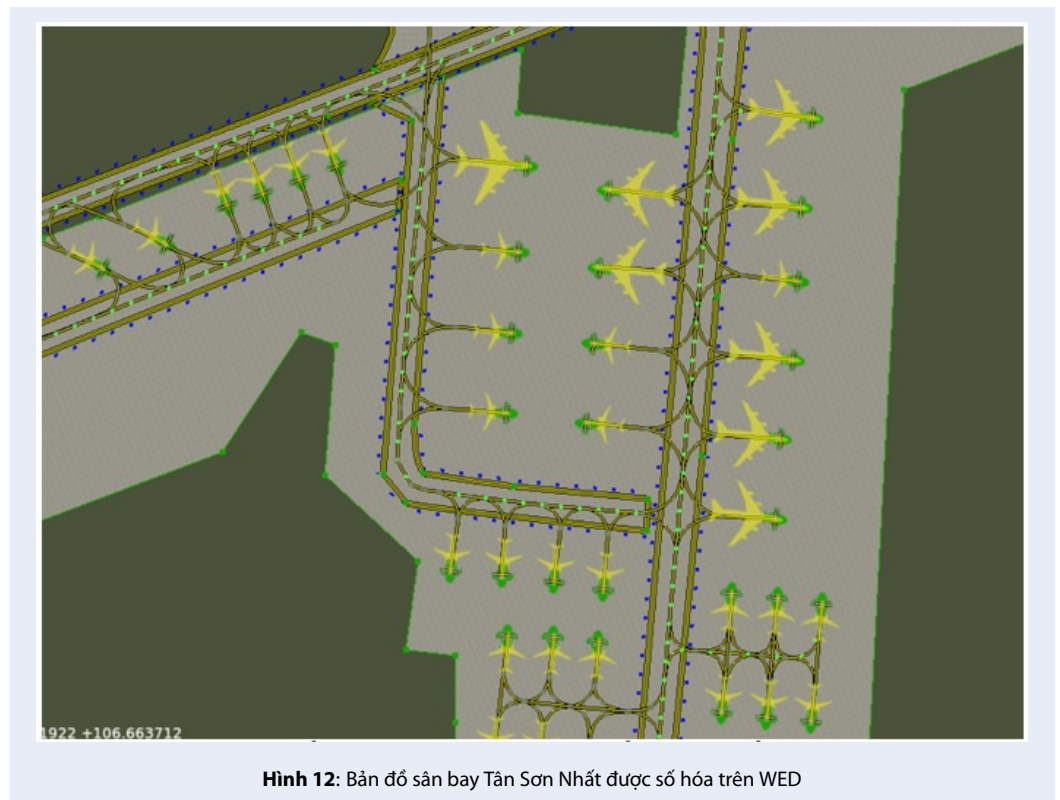 1922 +106.663712
Hình 12: Bản đồ sân bay Tân Sơn Nhất được số hóa trên WED